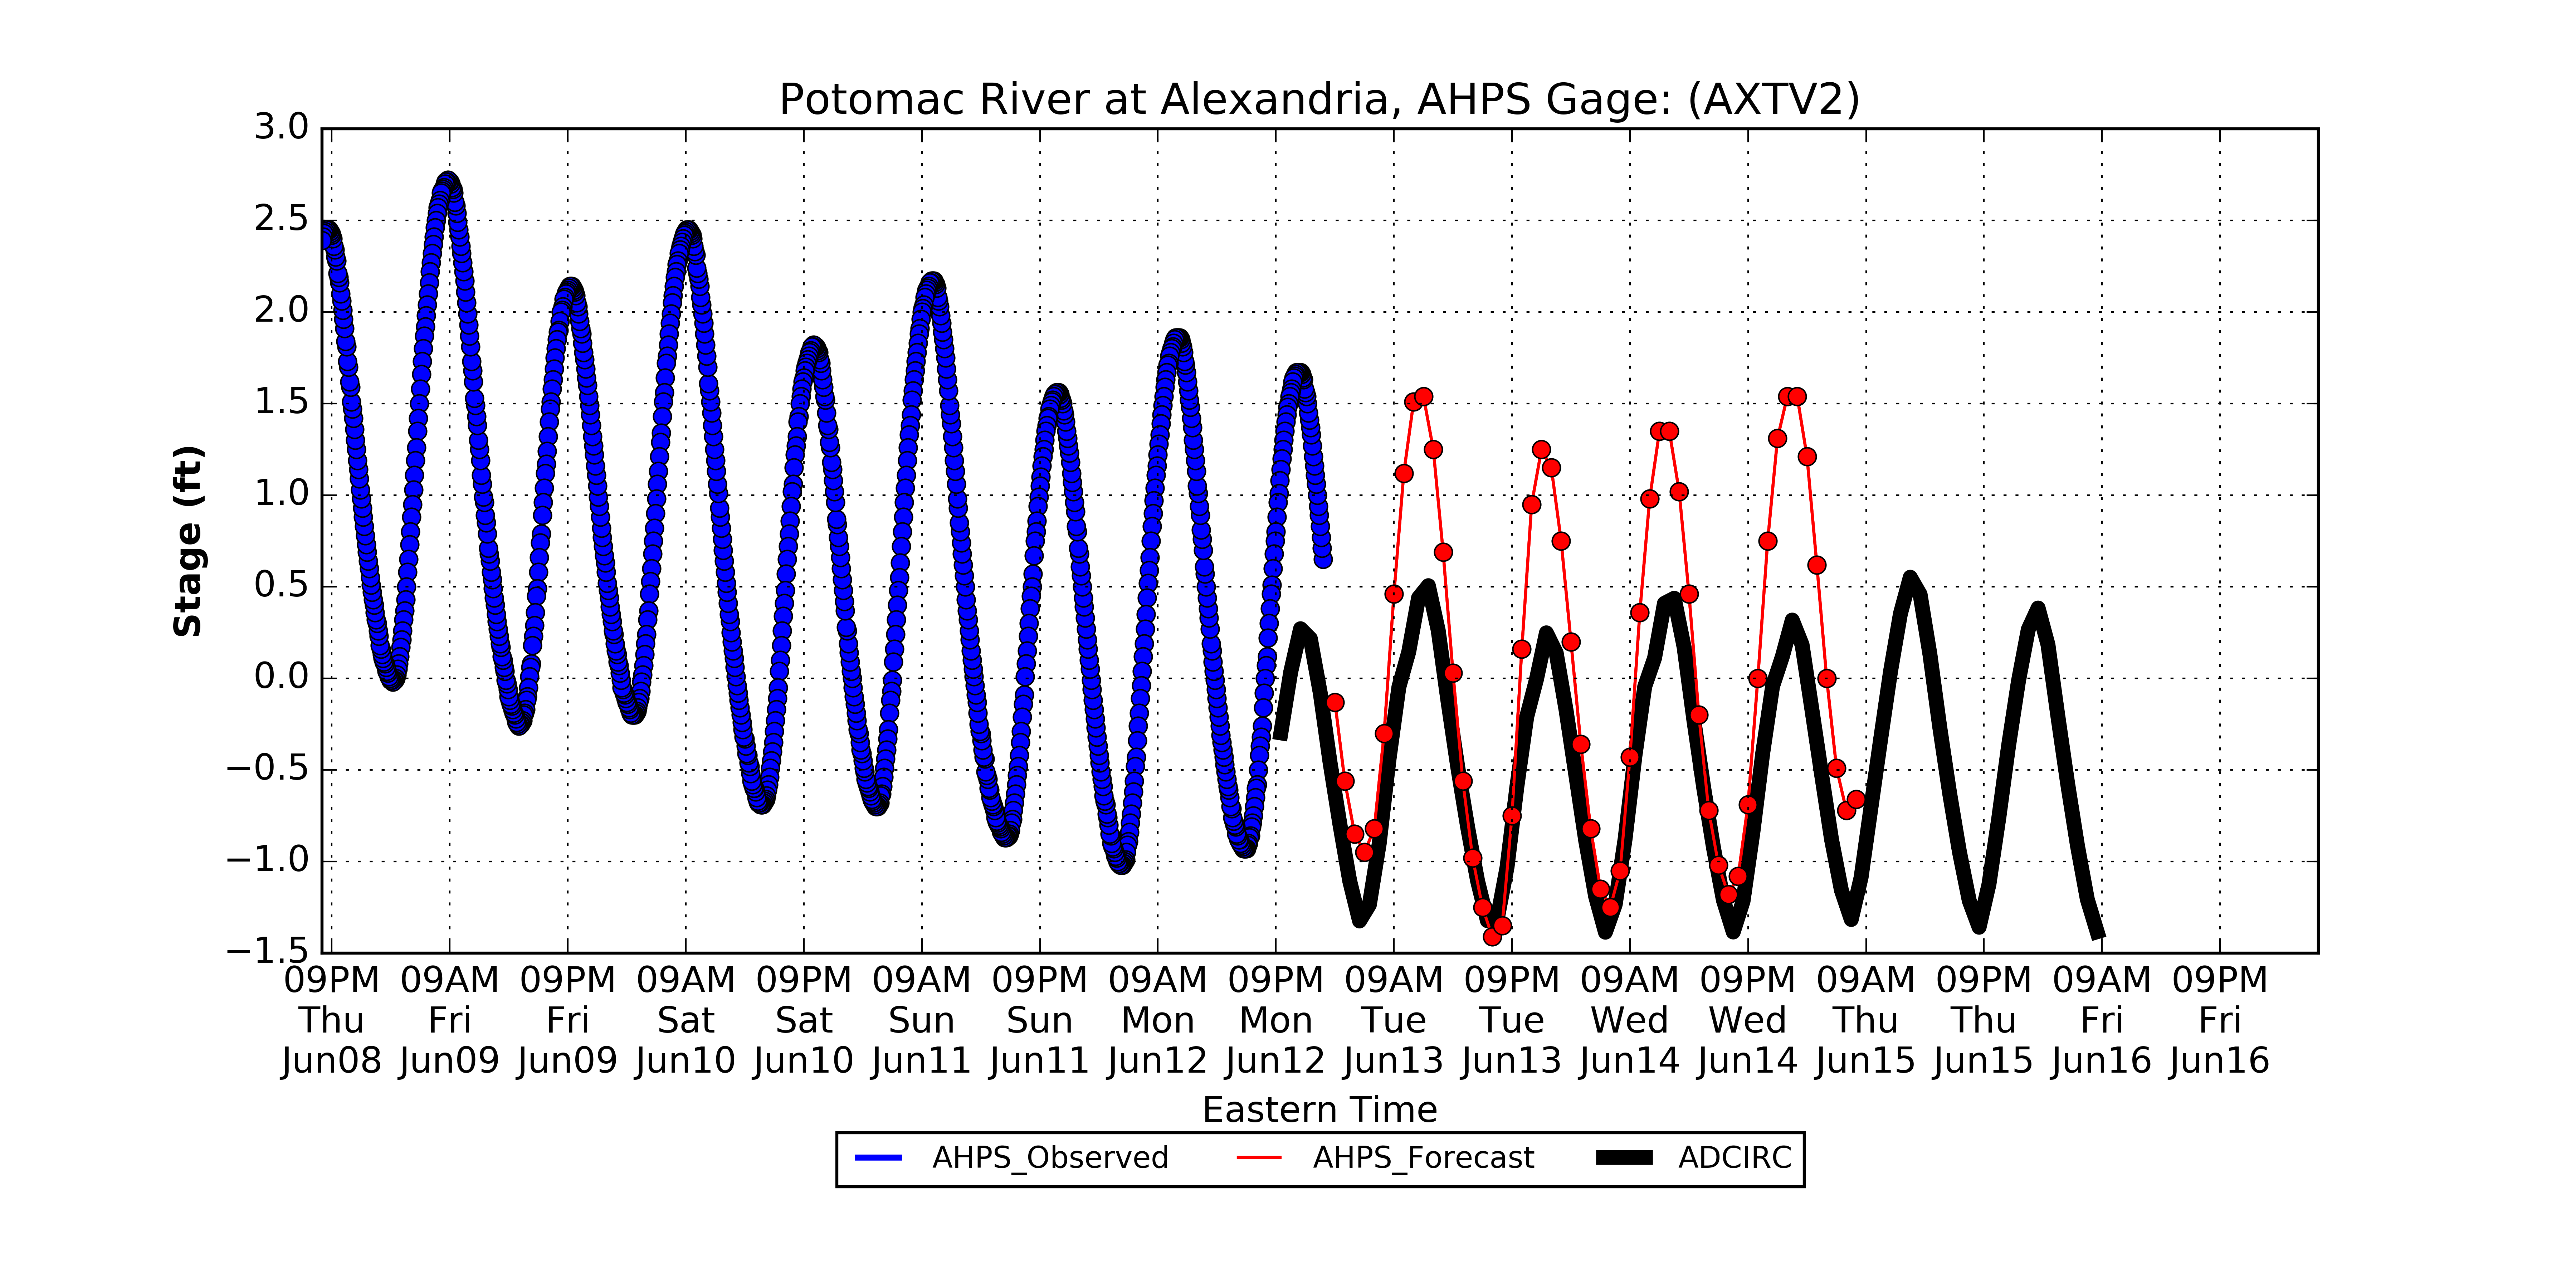 Potomac River at Alexandria, AHPS Gage: (AXTV2)
3.0
2.5
2.0
1.5
1.0
0.5
0.0
−0.5
−1.0
−1.5
Stage (ft)
09PM 09AM 09PM 09AM 09PM 09AM 09PM 09AM 09PM 09AM 09PM 09AM 09PM 09AM 09PM 09AM 09PM
Thu Fri Fri Sat Sat Sun Sun Mon Mon Tue Tue Wed Wed Thu Thu Fri Fri
Jun08 Jun09 Jun09 Jun10 Jun10 Jun11 Jun11 Jun12 Jun12 Jun13 Jun13 Jun14 Jun14 Jun15 Jun15 Jun16 Jun16
Eastern Time
AHPS_Observed AHPS_Forecast ADCIRC